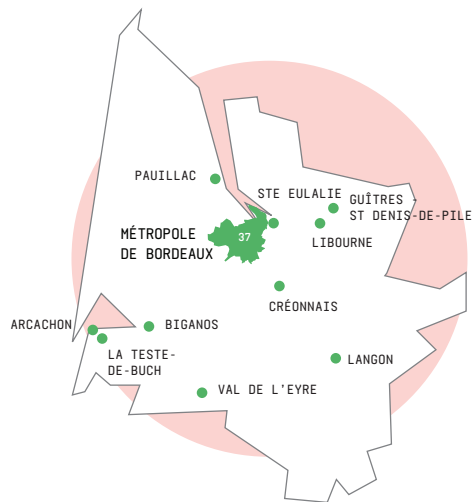 PAUILLAC
STE EULALIE
GUÎTRES -
ST DENIS-DE-PILE
MÉTROPOLE
DE BORDEAUX
37
LIBOURNE
CRÉONNAIS
ARCACHON
BIGANOS
LA TESTE-
DE-BUCH
LANGON
VAL DE L'EYRE